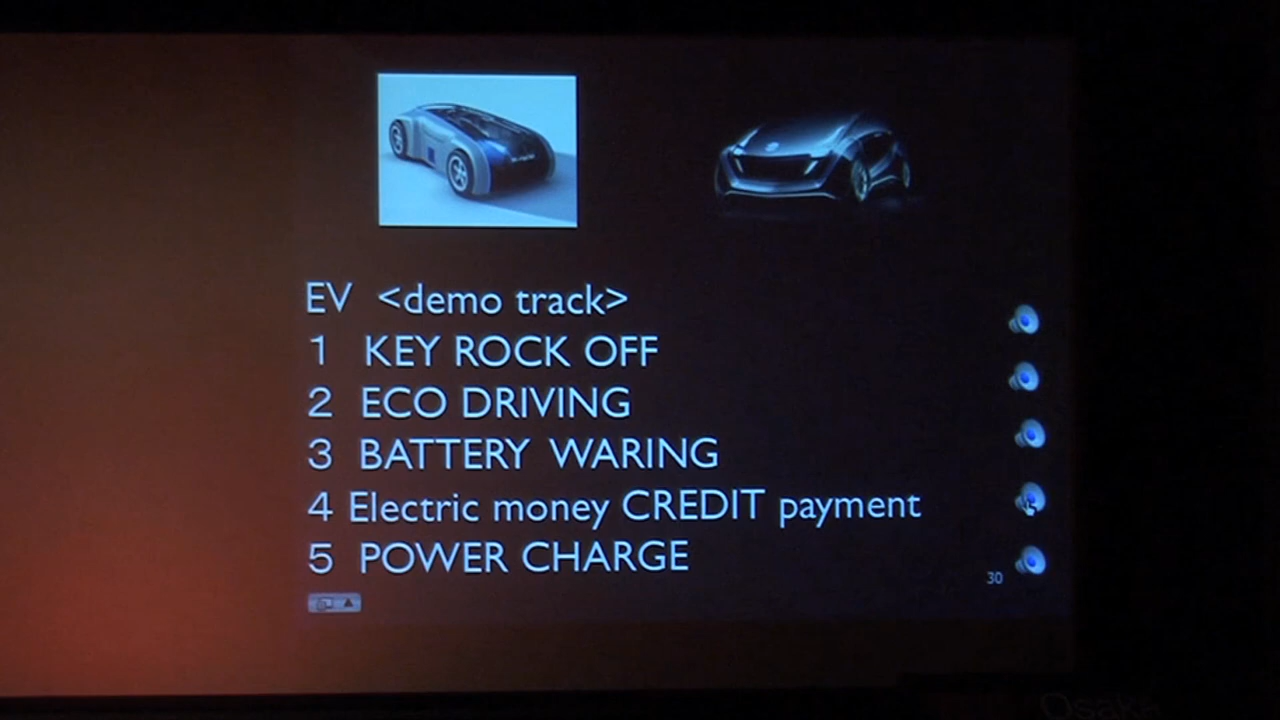 EV <demo track>
1 KEY ROCK OFF
2 ECO DRIVING
3 BATTERY WARING
4 Electric money CREDIT payment
5 POWER CHARGE
30
Osaka